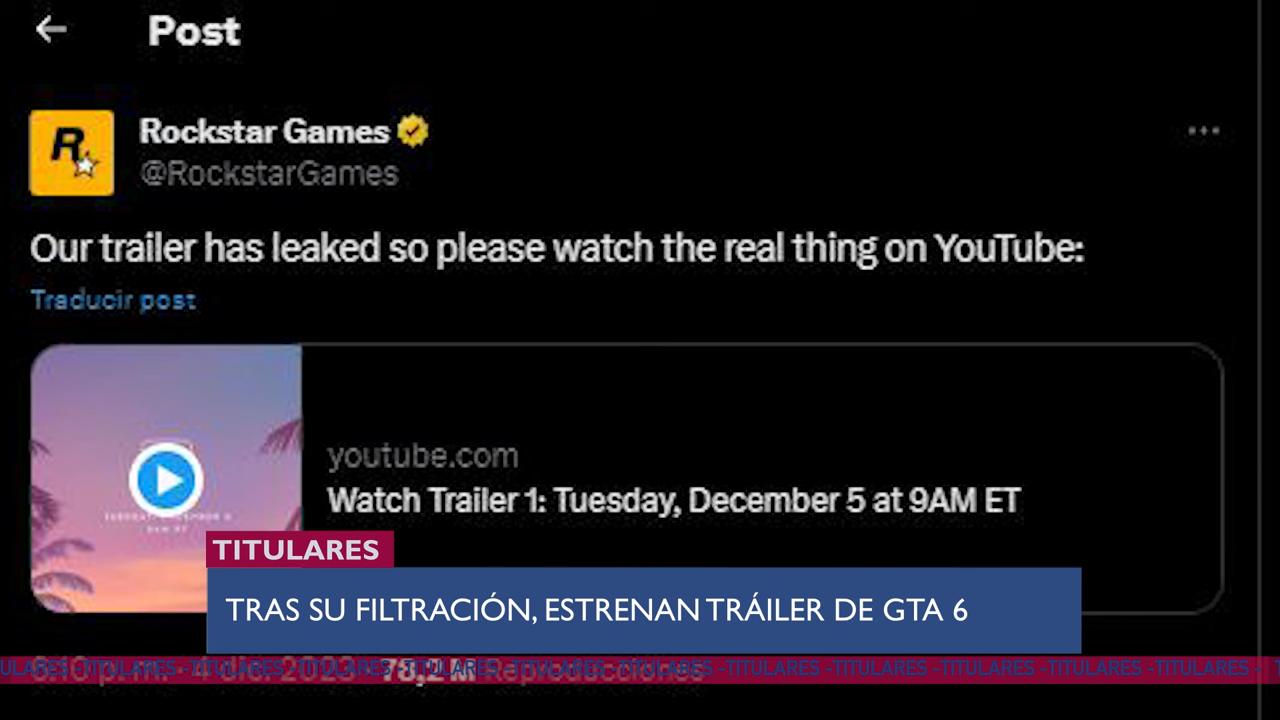 Post
Rockstar Games
@RockstarGames
Our trailer has leaked so please watch the real thing on YouTube:
Traducir post
youtube.com
Watch Trailer 1: Tuesday, December 5 at 9AM ET
TITULARES
TRAS SU FILTRACIÓN, ESTRENAN TRÁILER DE GTA 6
TITULARES -TITULARES -TITULARES -TITULARES -TITULARES -TITULARES -TITULARES -TITULARES -TITULARES -